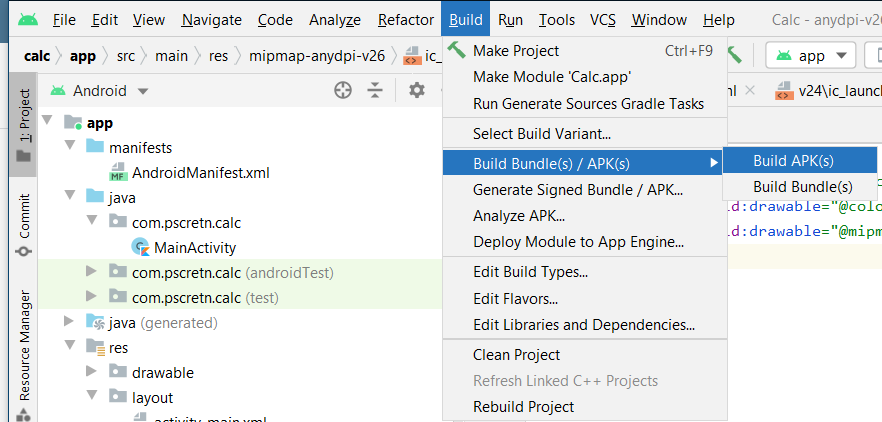 File Edit View Navigate Code Analyze Refactor Build Run Tools VCS Window Help Calc - anydpi-v26
calc app src main res mipmap-anydpi-v26 ic_
app
Android
1: Project
Commit
Resource Manager
app
manifests
MF AndroidManifest.xml
java
com.pscretn.calc
MainActivity
com.pscretn.calc (androidTest)
com.pscretn.calc (test)
java (generated)
res
drawable
layout
activity_main.xml
Make Project Ctrl+F9
Make Module 'Calc.app'
Run Generate Sources Gradle Tasks
Select Build Variant...
Build Bundle(s) / APK(s)
Generate Signed Bundle / APK...
Analyze APK...
Deploy Module to App Engine...
Edit Build Types...
Edit Flavors...
Edit Libraries and Dependencies...
Clean Project
Refresh Linked C++ Projects
Rebuild Project
Build APK(s)
Build Bundle(s)
ml v24\ic_launch
id:drawable="@colo
id:drawable="@mipm